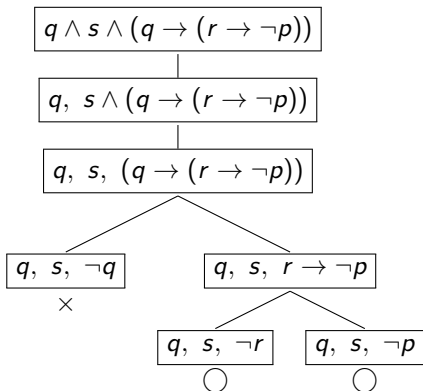 q ∧ s ∧ (q → (r → ¬p))
q, s ∧ (q → (r → ¬p))
q, s, (q → (r → ¬p))
q, s, ¬q
q, s, r → ¬p
×
q, s, ¬r
q, s, ¬p